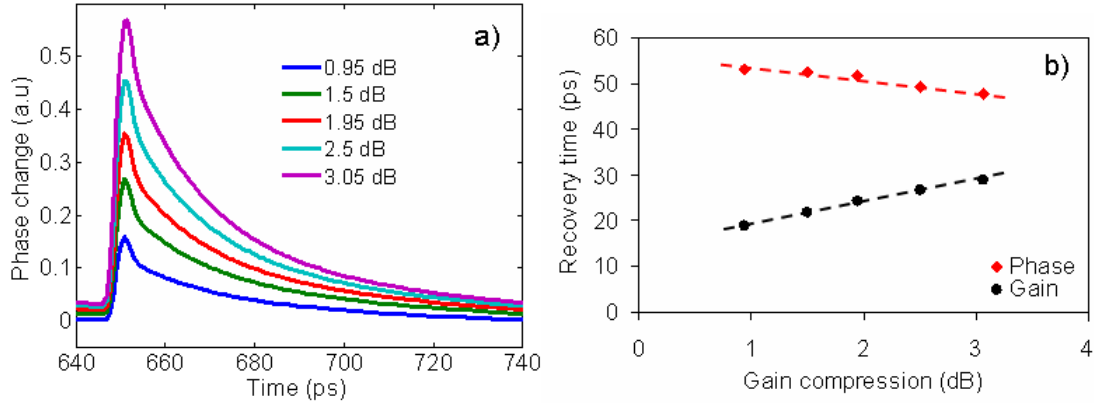 a)
Phase change (a.u)
0.5
0.4
0.3
0.2
0.1
0
0.95 dB
1.5 dB
1.95 dB
2.5 dB
3.05 dB
640 660 680 700 720 740
Time (ps)
b)
Recovery time (ps)
60
50
40
30
20
10
0
Phase
Gain
0 1 2 3 4
Gain compression (dB)